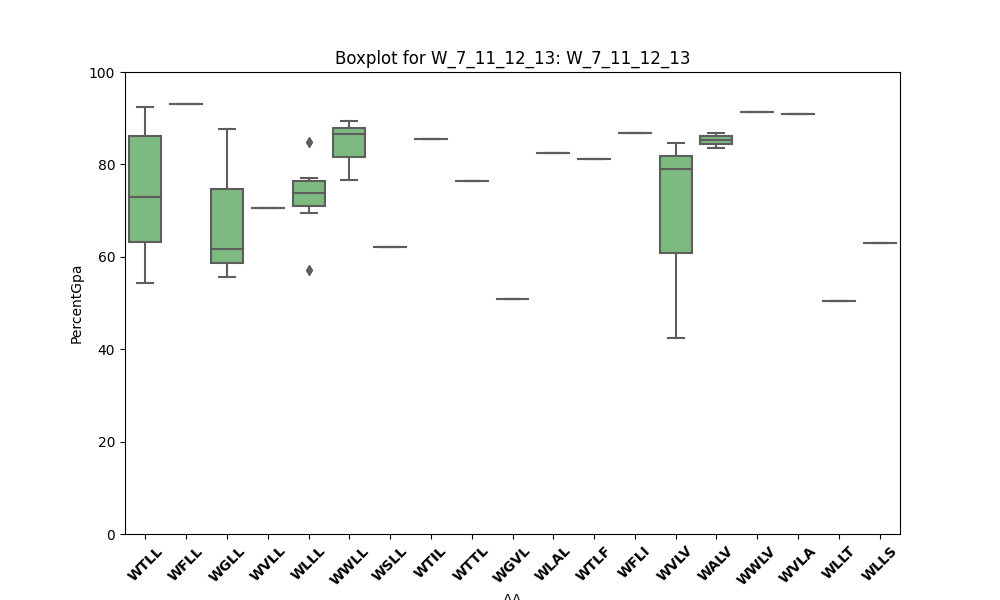 Boxplot for W_7_11_12_13: W_7_11_12_13
100
80
60
40
20
0
PercentGpa
WTLL WFLL WGLL WVLL WLLL WWLL WSLL WTIL WTTL WGVL WLAL WTLF WFLI WVLV WALV WWLV WVLA WLLT WLLS
AA